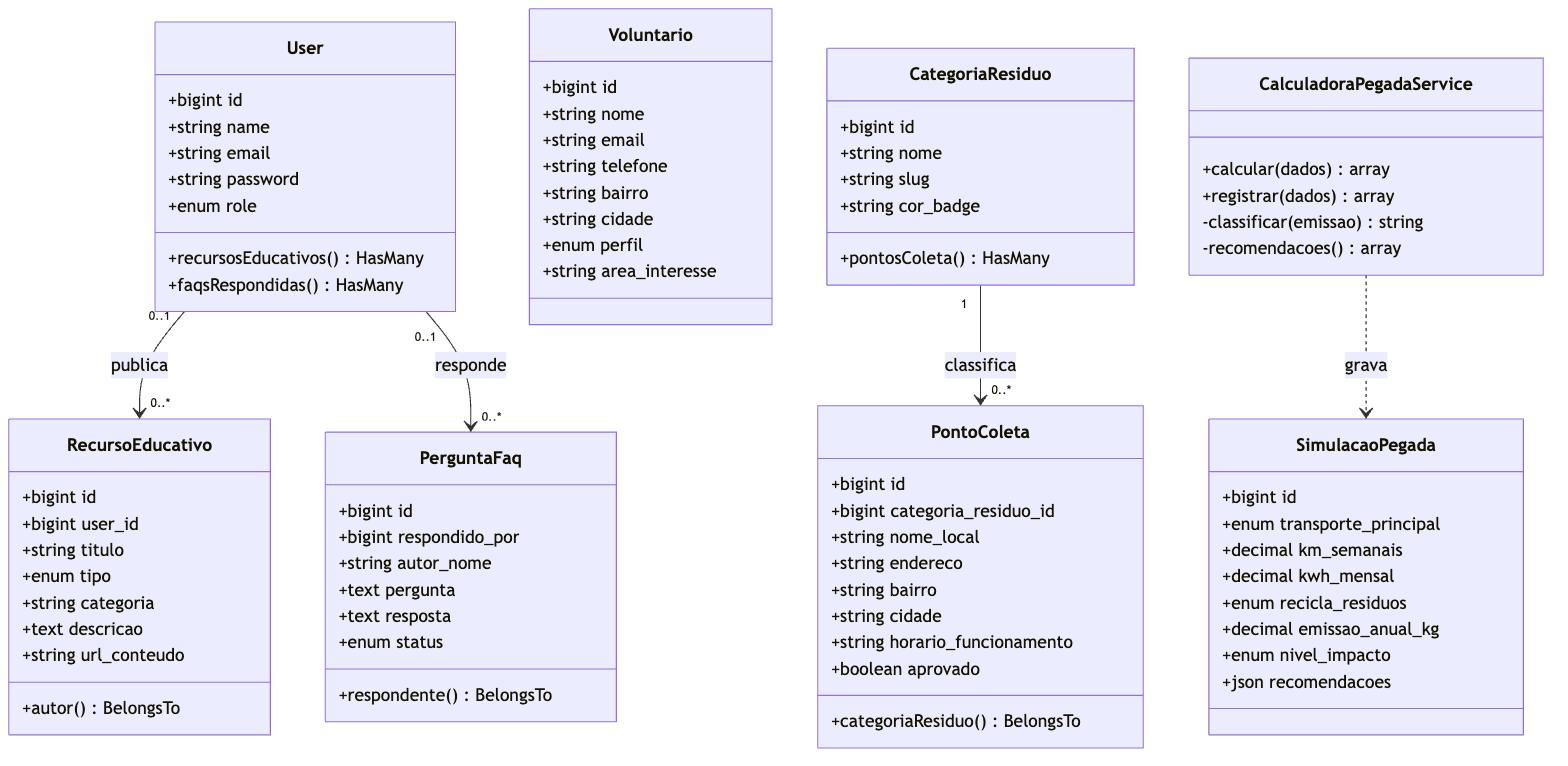 User
+bigint id
+string name
+string email
+string password
+enum role
+recursosEducativos() : HasMany
+faqsRespondidas() : HasMany
Voluntario
+bigint id
+string nome
+string email
+string telefone
+string bairro
+string cidade
+enum perfil
+string area_interesse
CategoriaResiduo
+bigint id
+string nome
+string slug
+string cor_badge
+pontosColeta() : HasMany
CalculadoraPegadaService
+calcular(dados) : array
+registrar(dados) : array
-classificar(emissao) : string
-recomendacoes() : array
0..1
publica
0..*
0..1
responde
0..*
1
classifica
0..*
grava
RecursoEducativo
+bigint id
+bigint user_id
+string titulo
+enum tipo
+string categoria
+text descricao
+string url_conteudo
+autor() : BelongsTo
PerguntaFaq
+bigint id
+bigint respondido_por
+string autor_nome
+text pergunta
+text resposta
+enum status
+respondente() : BelongsTo
PontoColeta
+bigint id
+bigint categoria_residuo_id
+string nome_local
+string endereco
+string bairro
+string cidade
+string horario_funcionamento
+boolean aprovado
+categoriaResiduo() : BelongsTo
SimulacaoPegada
+bigint id
+enum transporte_principal
+decimal km_semanais
+decimal kwh_mensal
+enum recicla_residuos
+decimal emissao_anual_kg
+enum nivel_impacto
+json recomendacoes